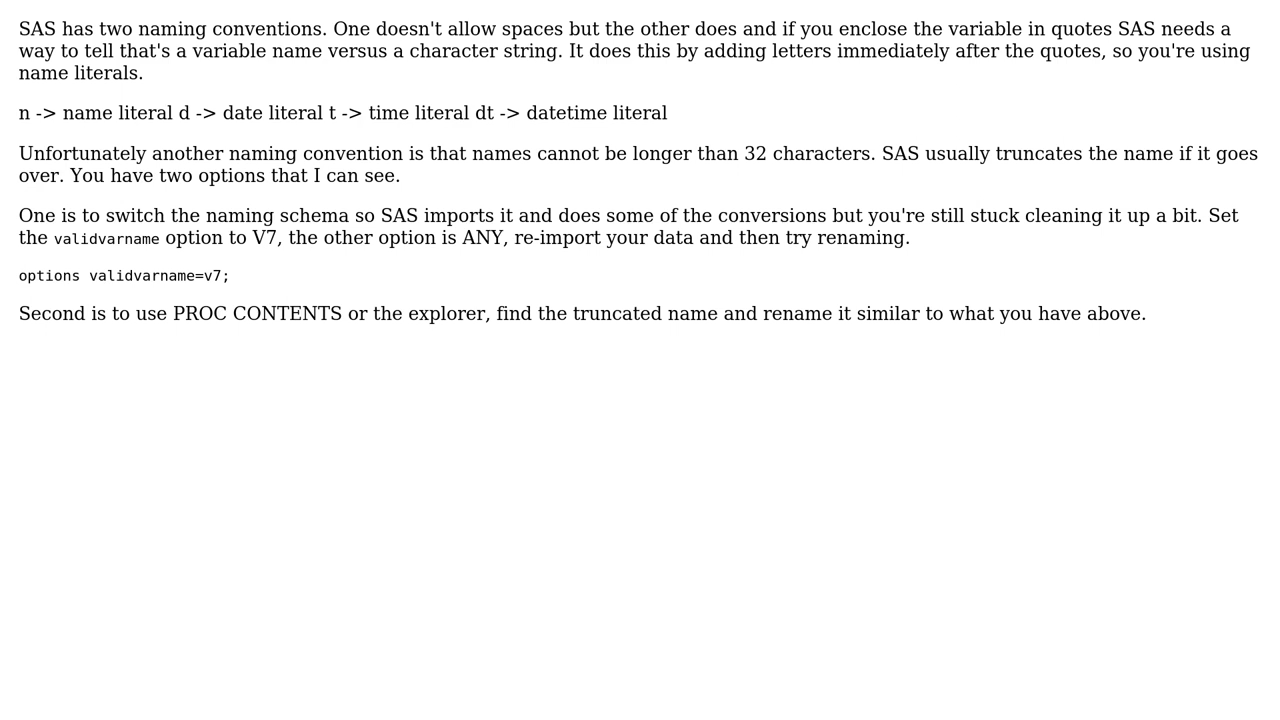 SAS has two naming conventions. One doesn't allow spaces but the other does and if you enclose the variable in quotes SAS needs a
way to tell that's a variable name versus a character string. It does this by adding letters immediately after the quotes, so you're using
name literals.
n -> name literal d -> date literal t -> time literal dt -> datetime literal
Unfortunately another naming convention is that names cannot be longer than 32 characters. SAS usually truncates the name if it goes
over. You have two options that I can see.
One is to switch the naming schema so SAS imports it and does some of the conversions but you're still stuck cleaning it up a bit. Set
the validvarname option to V7, the other option is ANY, re-import your data and then try renaming.
options validvarname=v7;
Second is to use PROC CONTENTS or the explorer, find the truncated name and rename it similar to what you have above.